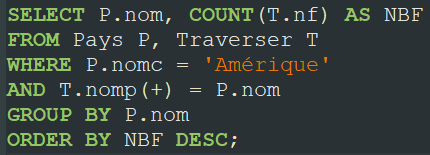 SELECT P.nom, COUNT(T.nf) AS NBF
FROM Pays P, Traverser T
WHERE P.nomc = 'Amérique'
AND T.nomp(+) = P.nom
GROUP BY P.nom
ORDER BY NBF DESC;